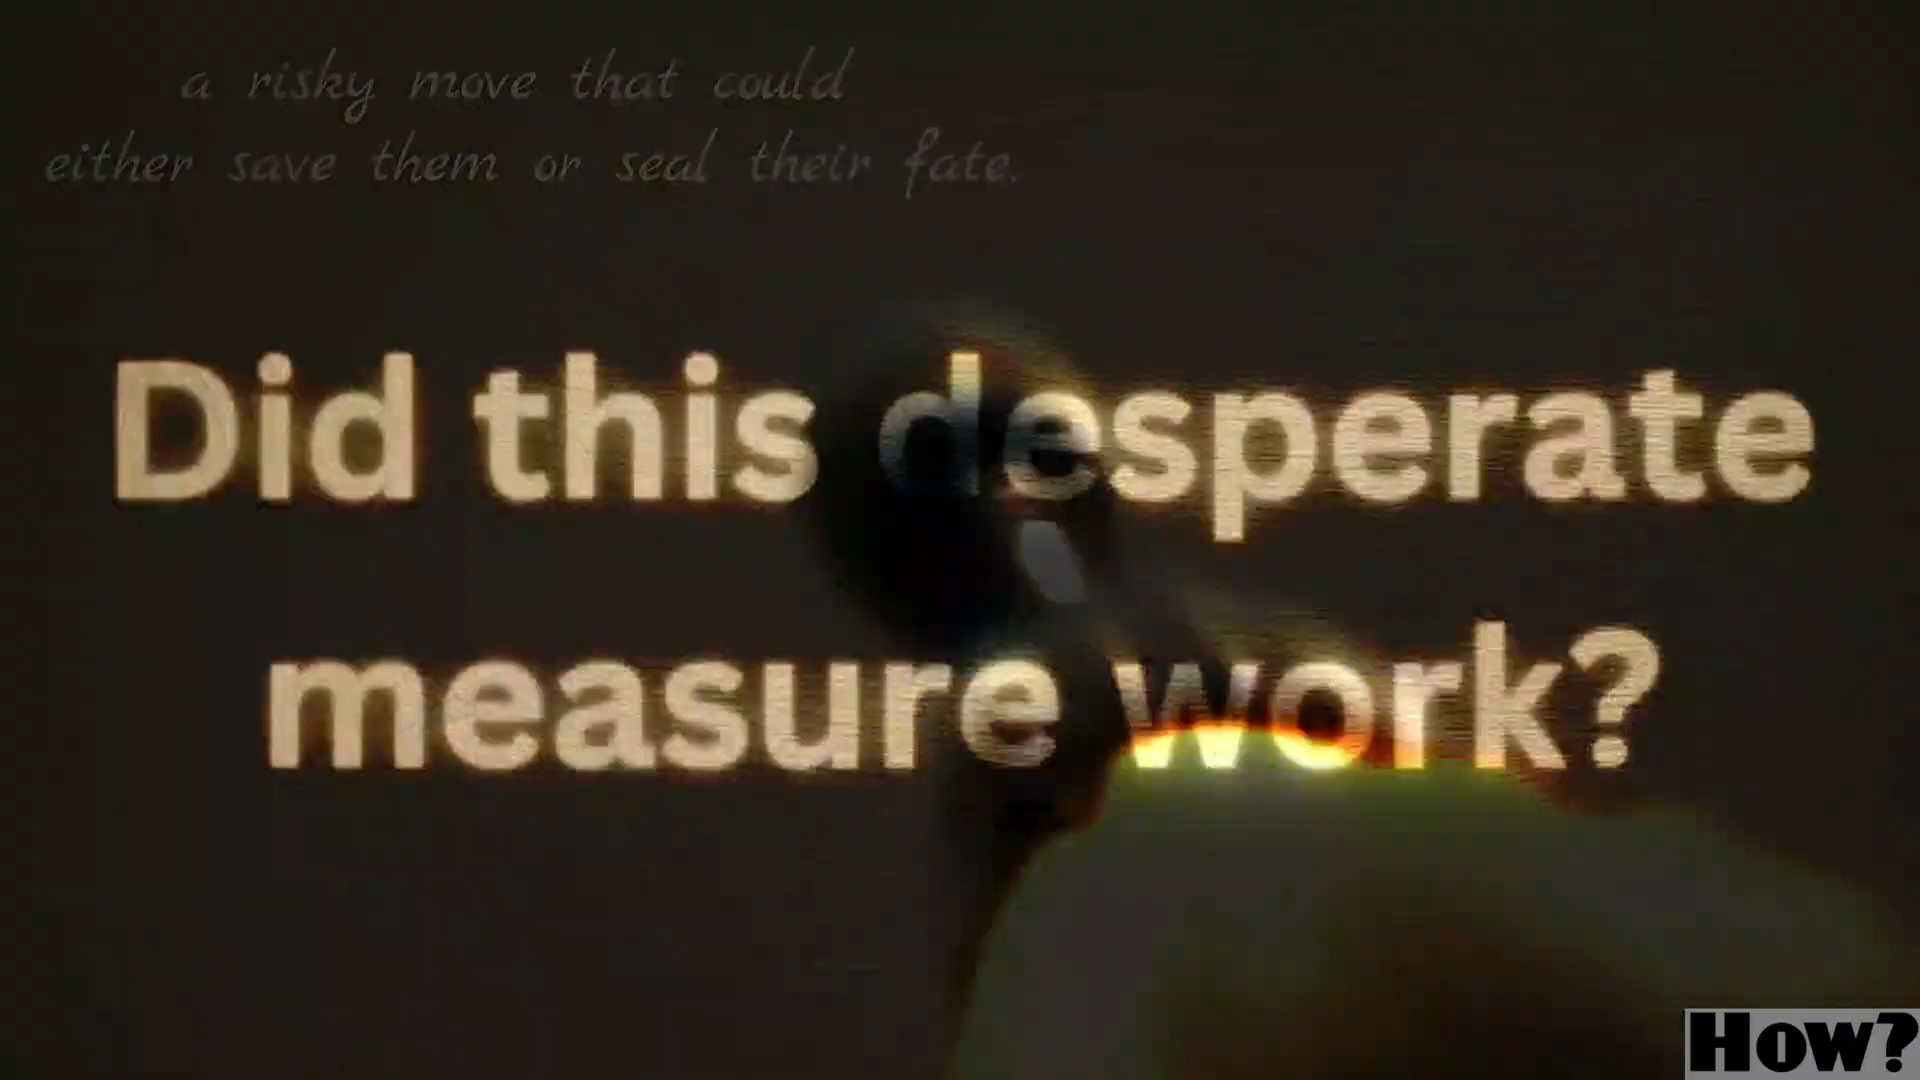 a risky move that could
either save them or seal their fate.
Did this desperate
measure work?
How?